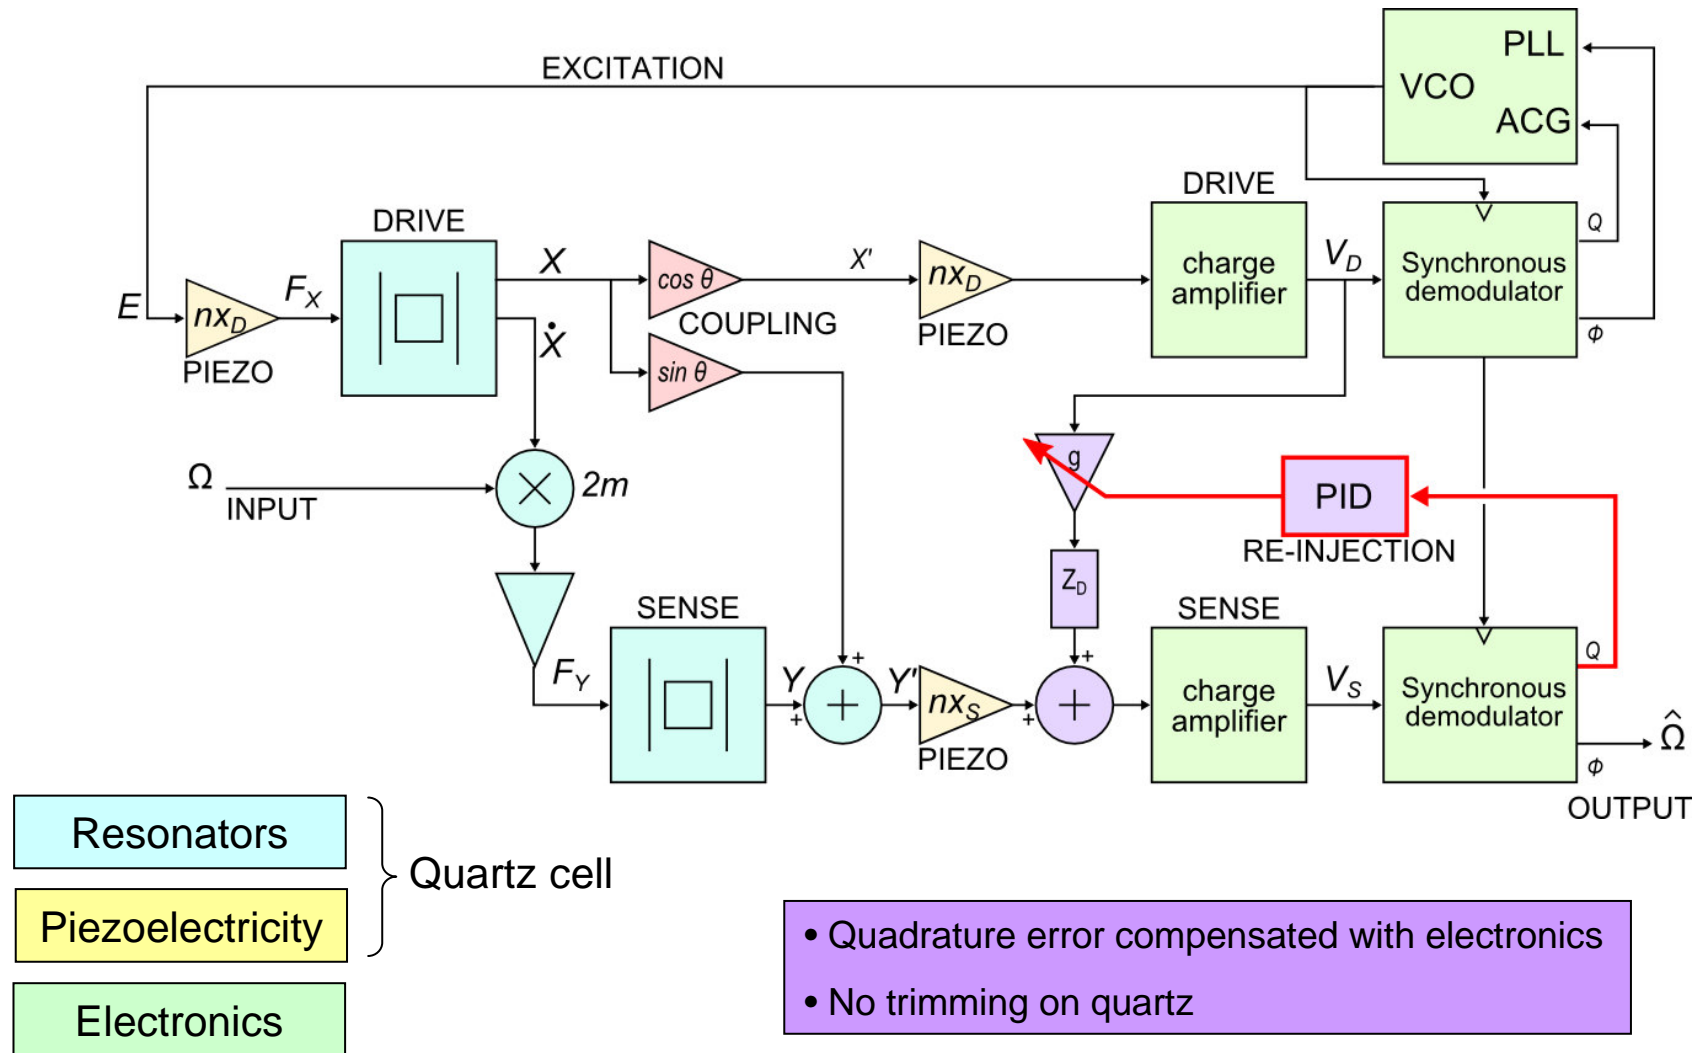 EXCITATION
PLL
VCO
ACG
DRIVE
DRIVE
E
nx_D
F_X
PIEZO
X
Ẋ
cos θ
X'
COUPLING
sin θ
nx_D
PIEZO
charge
amplifier
V_D
Synchronous
demodulator
Q
Φ
Ω
INPUT
2m
g
PID
RE-INJECTION
Z_D
SENSE
SENSE
F_Y
Y
+
+
+
Y'
nx_S
PIEZO
+
+
+
charge
amplifier
V_S
Synchronous
demodulator
Q
Φ
Ω̂
OUTPUT
Resonators
Piezoelectricity
Quartz cell
Electronics
• Quadrature error compensated with electronics
• No trimming on quartz